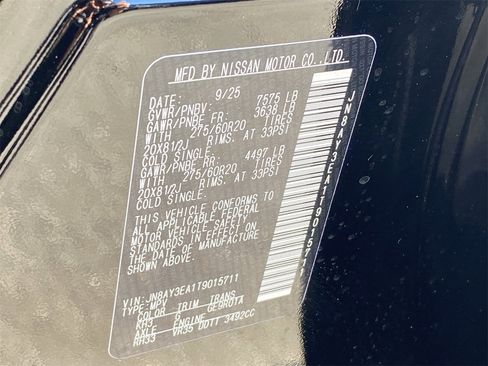 MFD BY NISSAN MOTOR CO.,LTD.
DATE: 9/25
GVWR/PNBV: 7575 LB
GAWR/PNBE FR: 3638 LB
WITH 275/60R20 TIRES
20X81/2J RIMS, AT 33PSI
COLD SINGLE.
GAWR/PNBE RR: 4497 LB
WITH 275/60R20 TIRES
20X81/2J RIMS, AT 33PSI
COLD SINGLE.
THIS VEHICLE CONFORMS TO
ALL APPLICABLE FEDERAL
MOTOR VEHICLE SAFETY
STANDARDS IN EFFECT ON
THE DATE OF MANUFACTURE
SHOWN ABOVE.
VIN: JN8AY3EA1T9015711
TYPE: MPV
COLOR TRIM TRANS
KH3 G CE9R01A
AXLE ENGINE
RH33 VR35 DDTT 3492CC
JN8AY3EA1T9015711